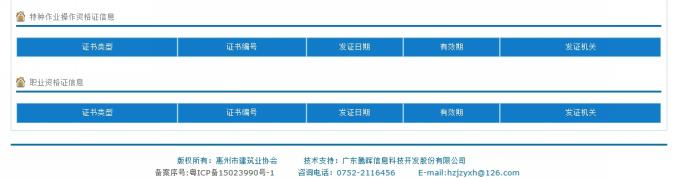 特种作业操作资格证信息
证书类型 证书编号 发证日期 有效期 发证机关
职业资格证信息
证书类型 证书编号 发证日期 有效期 发证机关
版权所有：惠州市建筑业协会 技术支持：广东鹏晖信息科技开发股份有限公司
备案序号:粤ICP备15023990号-1 咨询电话：0752-2116456 E-mail:hzjzyxh@126.com